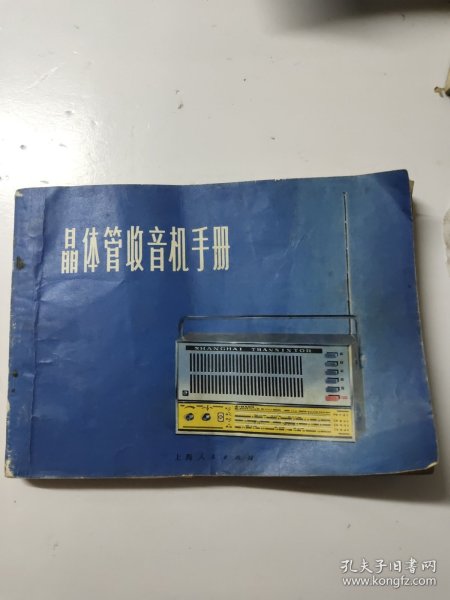 晶体管收音机手册
SHANGHAI TRANSISTOR
上海人民出版
孔夫子旧书网
www.kongfz.com